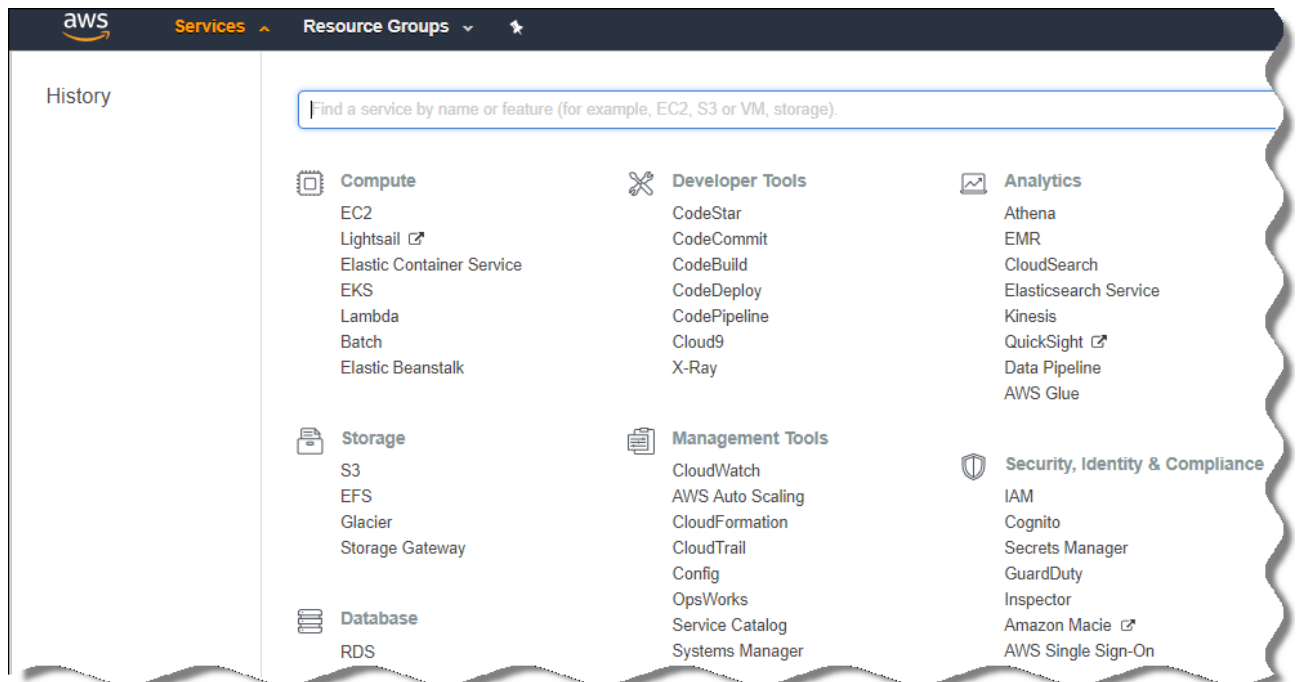 aws Services Resource Groups
History
Find a service by name or feature (for example, EC2, S3 or VM, storage).
Compute
EC2
Lightsail
Elastic Container Service
EKS
Lambda
Batch
Elastic Beanstalk
Storage
S3
EFS
Glacier
Storage Gateway
Database
RDS
Developer Tools
CodeStar
CodeCommit
CodeBuild
CodeDeploy
CodePipeline
Cloud9
X-Ray
Management Tools
CloudWatch
AWS Auto Scaling
CloudFormation
CloudTrail
Config
OpsWorks
Service Catalog
Systems Manager
Analytics
Athena
EMR
CloudSearch
Elasticsearch Service
Kinesis
QuickSight
Data Pipeline
AWS Glue
Security, Identity & Compliance
IAM
Cognito
Secrets Manager
GuardDuty
Inspector
Amazon Macie
AWS Single Sign-On